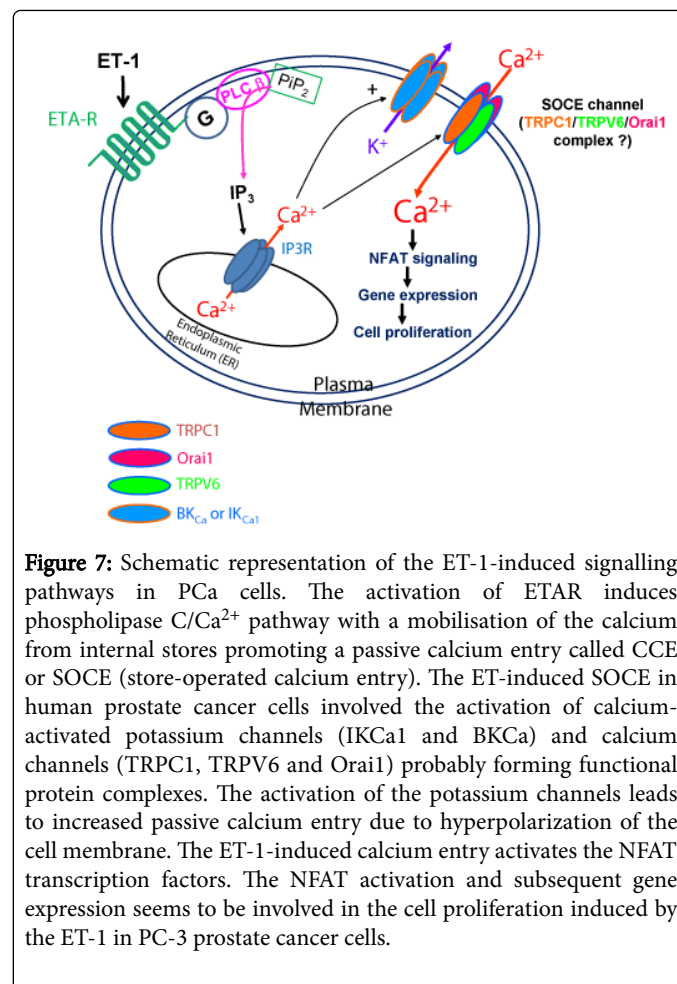 ET-1
ETA-R
G
PLC β
PiP₂
+
K⁺
Ca²⁺
SOCE channel
(TRPC1/TRPV6/Orai1
complex ?)
IP₃
Ca²⁺
IP3R
Ca²⁺
Endoplasmic
Reticulum (ER)
Ca²⁺
NFAT signaling
Gene expression
Cell proliferation
Plasma
Membrane
TRPC1
Orai1
TRPV6
BK_Ca or IK_Ca1
Figure 7: Schematic representation of the ET-1-induced signalling
pathways in PCa cells. The activation of ETAR induces
phospholipase C/Ca²⁺ pathway with a mobilisation of the calcium
from internal stores promoting a passive calcium entry called CCE
or SOCE (store-operated calcium entry). The ET-induced SOCE in
human prostate cancer cells involved the activation of calcium-
activated potassium channels (IKCa1 and BKCa) and calcium
channels (TRPC1, TRPV6 and Orai1) probably forming functional
protein complexes. The activation of the potassium channels leads
to increased passive calcium entry due to hyperpolarization of the
cell membrane. The ET-1-induced calcium entry activates the NFAT
transcription factors. The NFAT activation and subsequent gene
expression seems to be involved in the cell proliferation induced by
the ET-1 in PC-3 prostate cancer cells.